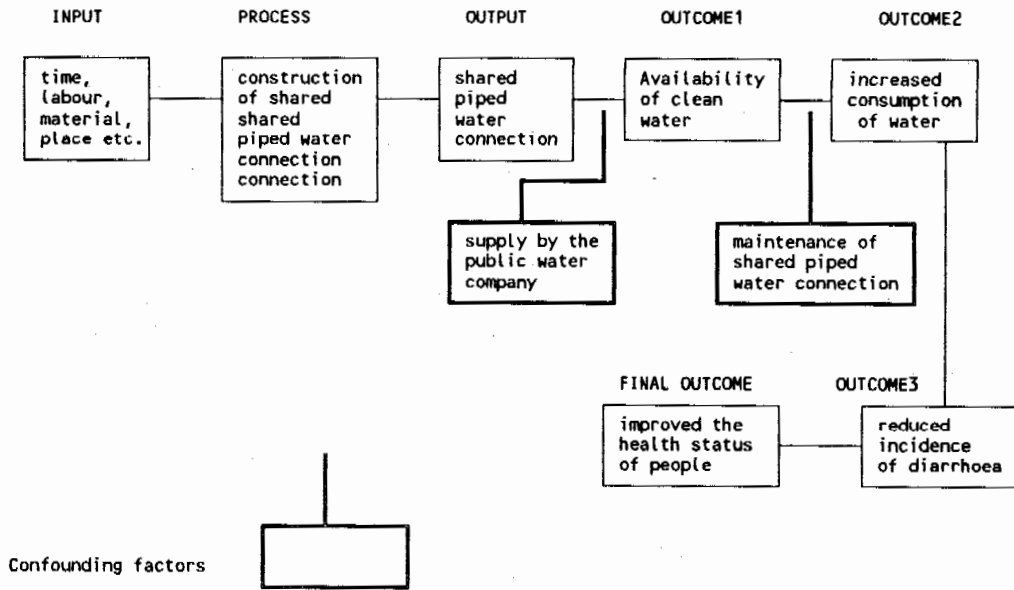 INPUT
PROCESS
OUTPUT
OUTCOME1
OUTCOME2
time,
labour,
material,
place etc.
construction
of shared
shared
piped water
connection
connection
shared
piped
water
connection
Availability
of clean
water
increased
consumption
of water
supply by the
public water
company
maintenance of
shared piped
water connection
FINAL OUTCOME
OUTCOME3
improved the
health status
of people
reduced
incidence
of diarrhoea
Confounding factors